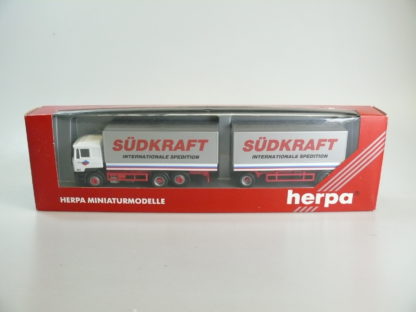 SÜDKRAFT
INTERNATIONALE SPEDITION
SÜDKRAFT
INTERNATIONALE SPEDITION
HERPA MINIATURMODELLE
herpa®